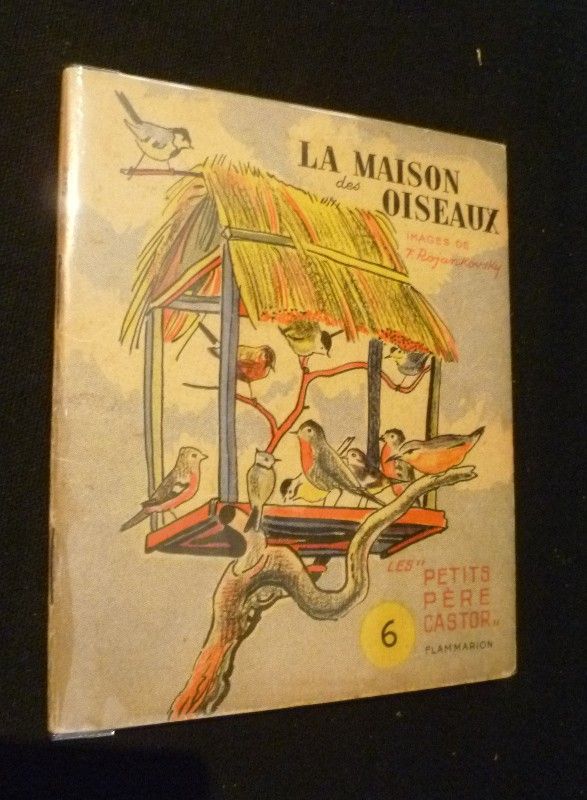 LA MAISON
des
OISEAUX
IMAGES DE
F. Rojankovsky
LES "PETITS
PÈRE
CASTOR"
6
FLAMMARION